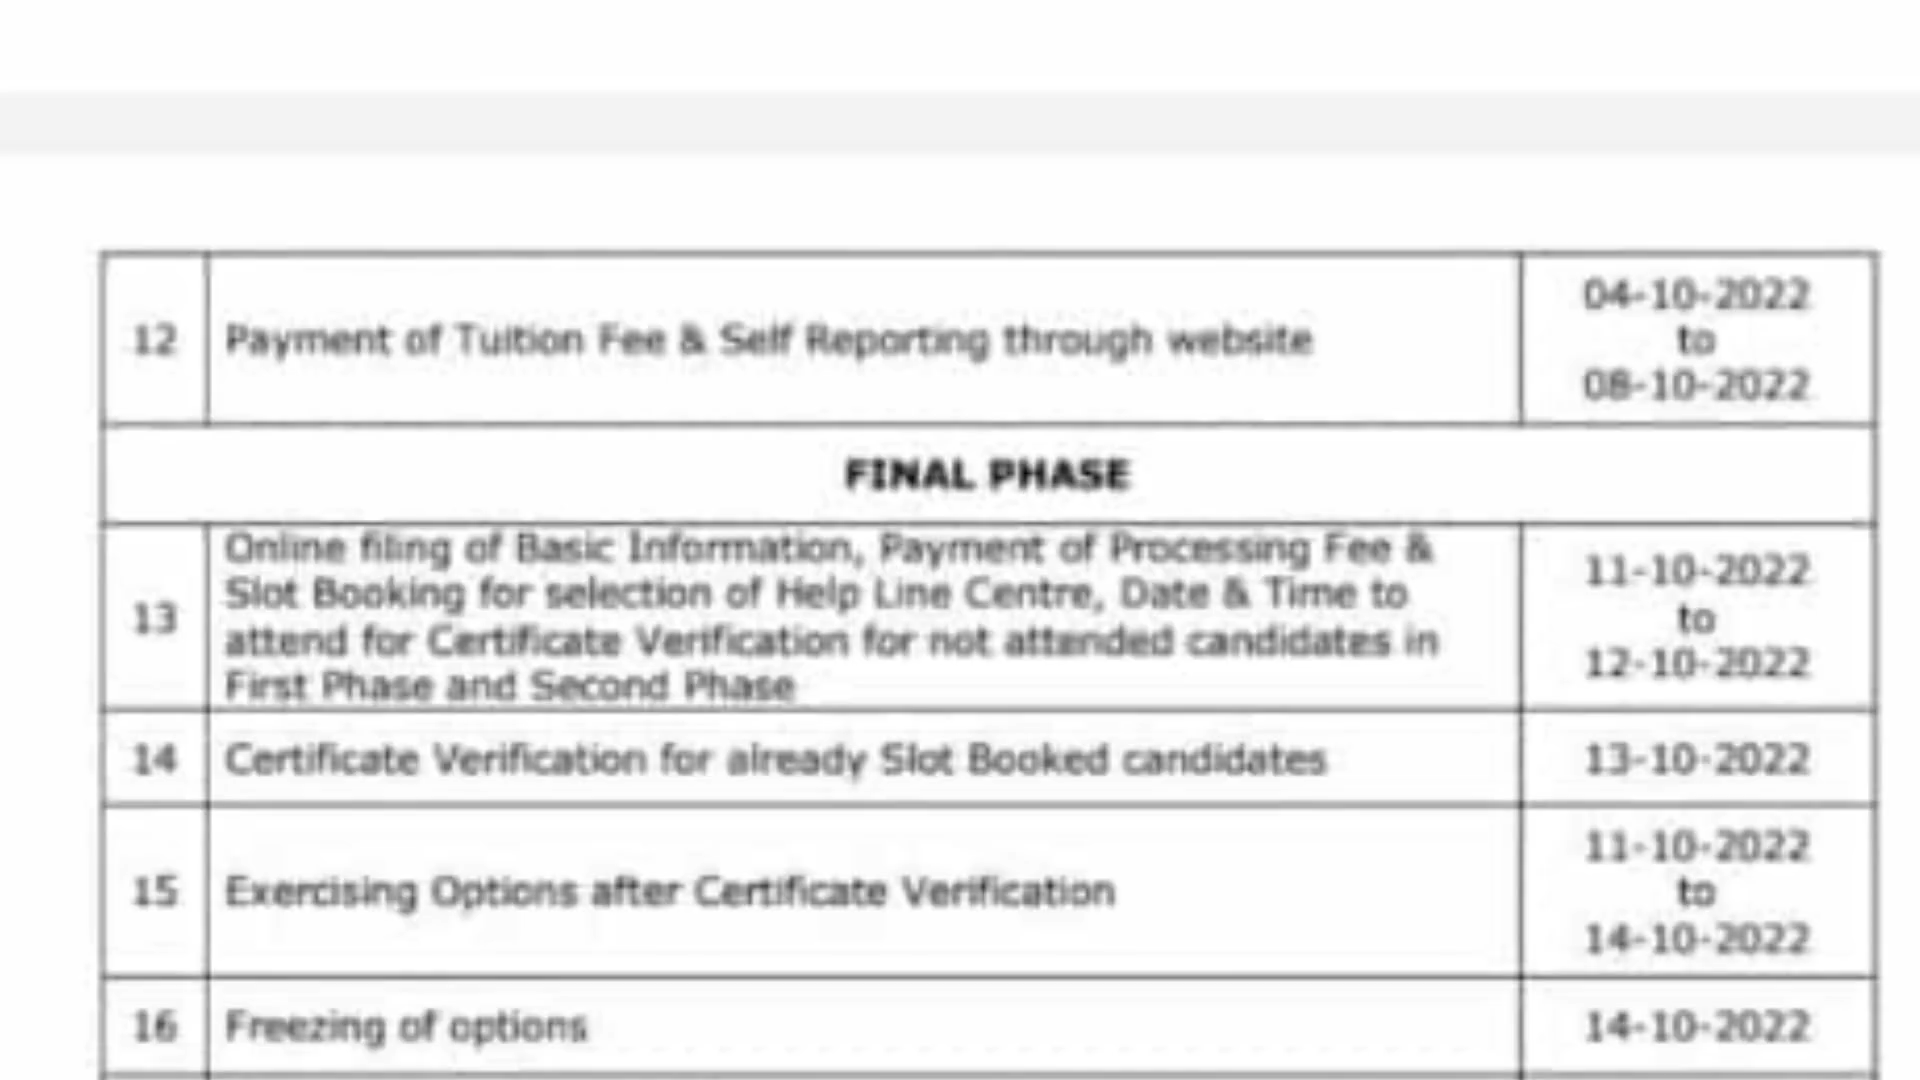 12 Payment of Tuition Fee & Self Reporting through website
04-10-2022
to
08-10-2022
FINAL PHASE
13
Online filing of Basic Information, Payment of Processing Fee &
Slot Booking for selection of Help Line Centre, Date & Time to
attend for Certificate Verification for not attended candidates in
First Phase and Second Phase
11-10-2022
to
12-10-2022
14 Certificate Verification for already Slot Booked candidates 13-10-2022
15 Exercising Options after Certificate Verification
11-10-2022
to
14-10-2022
16 Freezing of options 14-10-2022